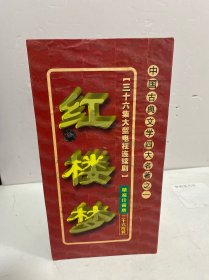 中国古典文学四大名著之一
【三十六集大型电视连续剧】
红楼梦